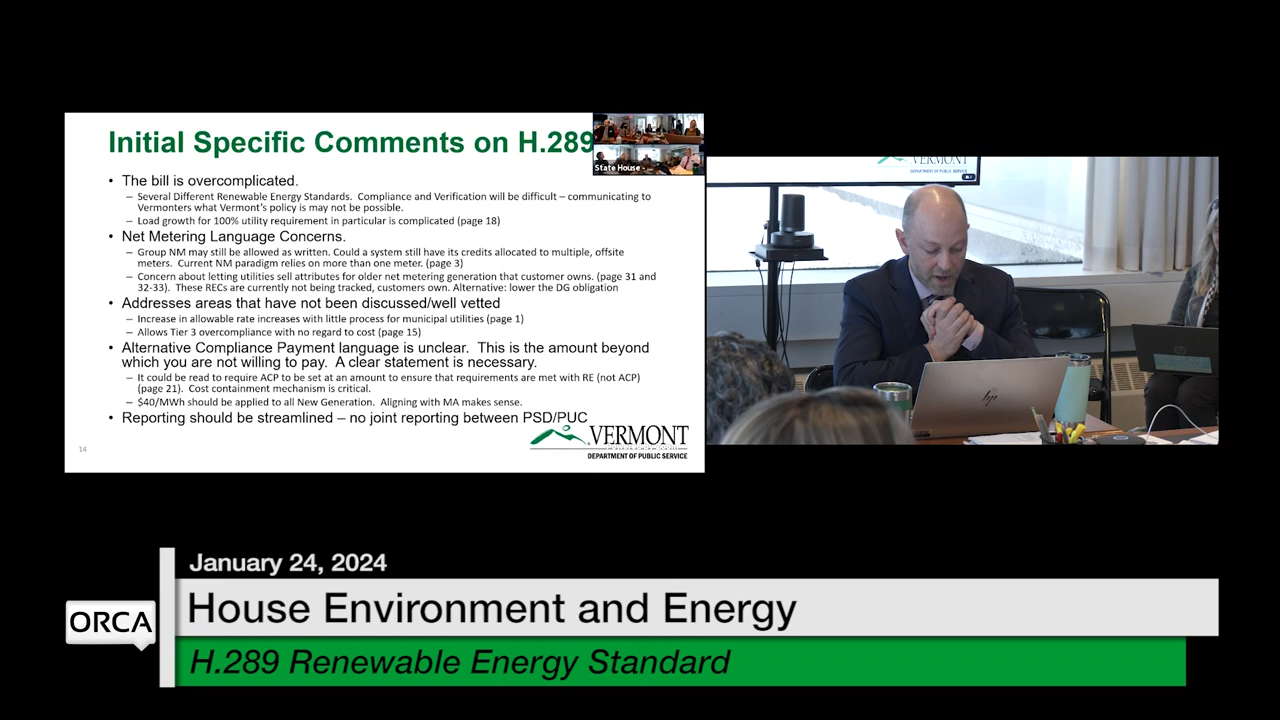 Initial Specific Comments on H.289
State House -
• The bill is overcomplicated.
– Several Different Renewable Energy Standards. Compliance and Verification will be difficult – communicating to
Vermonters what Vermont's policy is may not be possible.
– Load growth for 100% utility requirement in particular is complicated (page 18)
• Net Metering Language Concerns.
– Group NM may still be allowed as written. Could a system still have its credits allocated to multiple, offsite
meters. Current NM paradigm relies on more than one meter. (page 3)
– Concern about letting utilities sell attributes for older net metering generation that customer owns. (page 31 and
32-33). These RECs are currently not being tracked, customers own. Alternative: lower the DG obligation
• Addresses areas that have not been discussed/well vetted
– Increase in allowable rate increases with little process for municipal utilities (page 1)
– Allows Tier 3 overcompliance with no regard to cost (page 15)
• Alternative Compliance Payment language is unclear. This is the amount beyond
which you are not willing to pay. A clear statement is necessary.
– It could be read to require ACP to be set at an amount to ensure that requirements are met with RE (not ACP)
(page 21). Cost containment mechanism is critical.
– $40/MWh should be applied to all New Generation. Aligning with MA makes sense.
• Reporting should be streamlined – no joint reporting between PSD/PUC
VERMONT
DEPARTMENT OF PUBLIC SERVICE
14
VERMONT
DEPARTMENT OF PUBLIC SERVICE
hp
January 24, 2024
House Environment and Energy
ORCA
H.289 Renewable Energy Standard